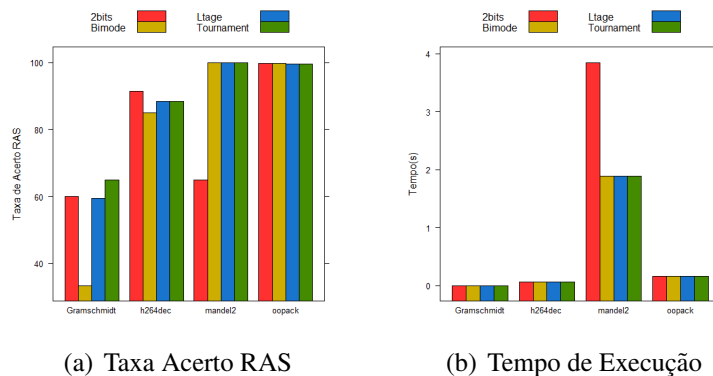 2bits
Bimode
Ltage
Tournament
Taxa de Acerto RAS
100
80
60
40
Gramschmidt h264dec mandel2 oopack
(a) Taxa Acerto RAS
2bits
Bimode
Ltage
Tournament
Tempo(s)
4
3
2
1
0
Gramschmidt h264dec mandel2 oopack
(b) Tempo de Execução